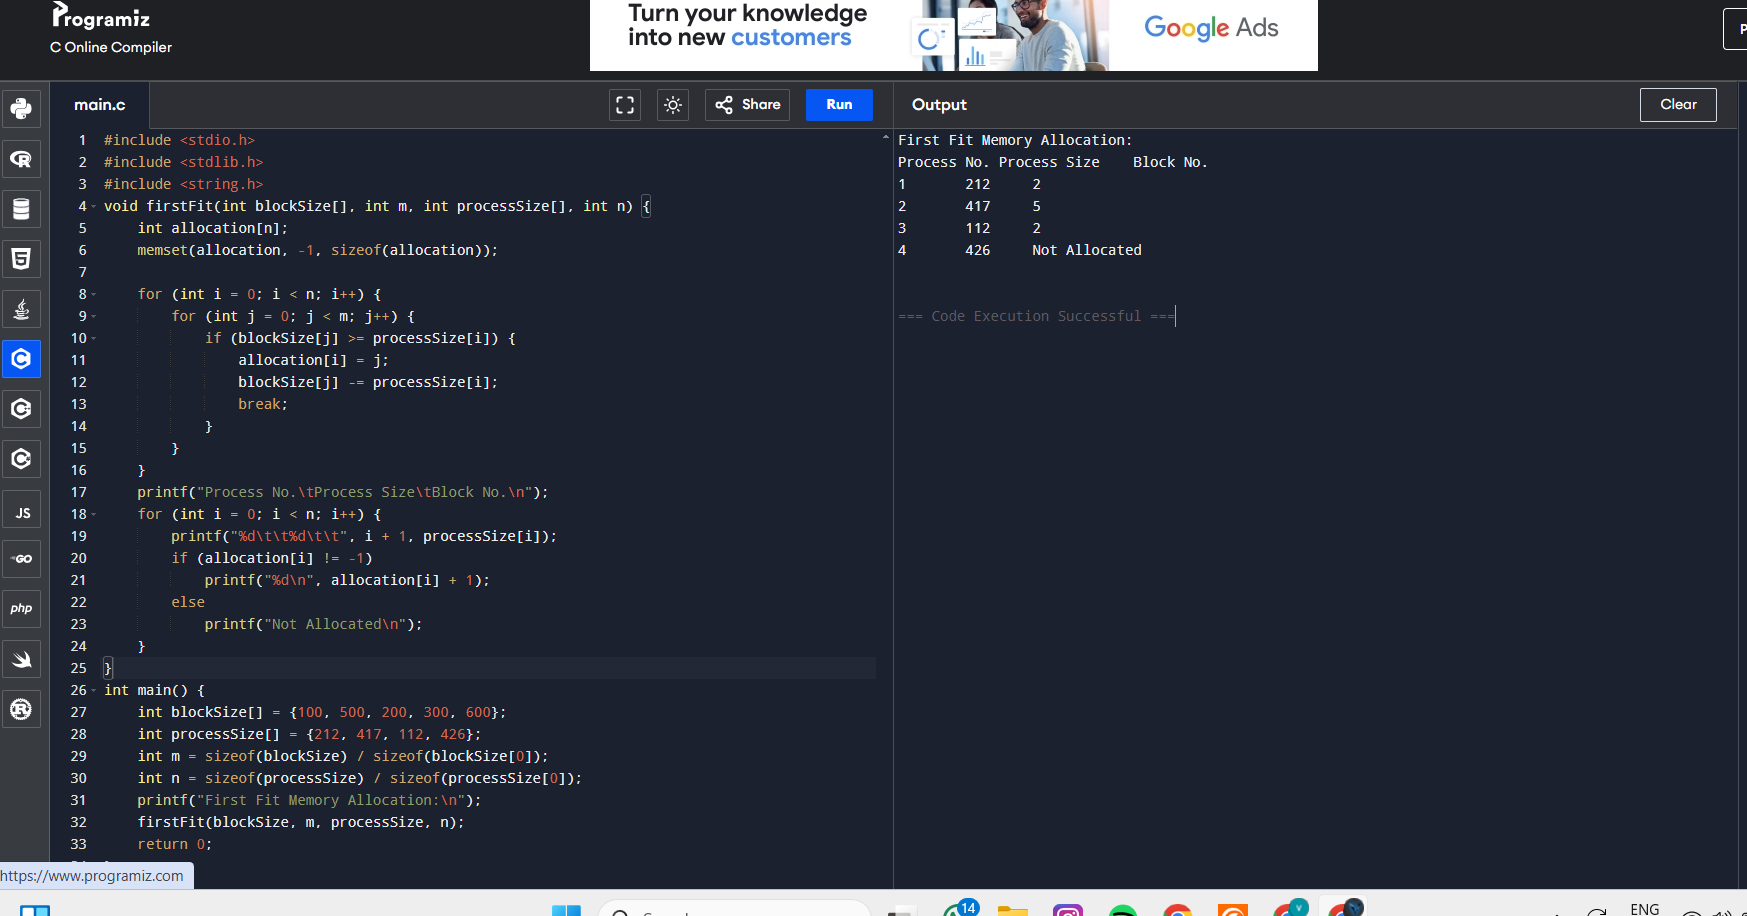 Programiz
C Online Compiler
Turn your knowledge
into new customers
Google Ads
P
main.c
Share
Run
Output
Clear
1 #include <stdio.h>
2 #include <stdlib.h>
3 #include <string.h>
4 void firstFit(int blockSize[], int m, int processSize[], int n) {
5 int allocation[n];
6 memset(allocation, -1, sizeof(allocation));
7
8 for (int i = 0; i < n; i++) {
9 for (int j = 0; j < m; j++) {
10 if (blockSize[j] >= processSize[i]) {
11 allocation[i] = j;
12 blockSize[j] -= processSize[i];
13 break;
14 }
15 }
16 }
17 printf("Process No.\tProcess Size\tBlock No.\n");
18 for (int i = 0; i < n; i++) {
19 printf("%d\t\t%d\t\t", i + 1, processSize[i]);
20 if (allocation[i] != -1)
21 printf("%d\n", allocation[i] + 1);
22 else
23 printf("Not Allocated\n");
24 }
25 }
26 int main() {
27 int blockSize[] = {100, 500, 200, 300, 600};
28 int processSize[] = {212, 417, 112, 426};
29 int m = sizeof(blockSize) / sizeof(blockSize[0]);
30 int n = sizeof(processSize) / sizeof(processSize[0]);
31 printf("First Fit Memory Allocation:\n");
32 firstFit(blockSize, m, processSize, n);
33 return 0;
First Fit Memory Allocation:
Process No. Process Size Block No.
1 212 2
2 417 5
3 112 2
4 426 Not Allocated
=== Code Execution Successful ===
JS
GO
php
https://www.programiz.com
14
ENG